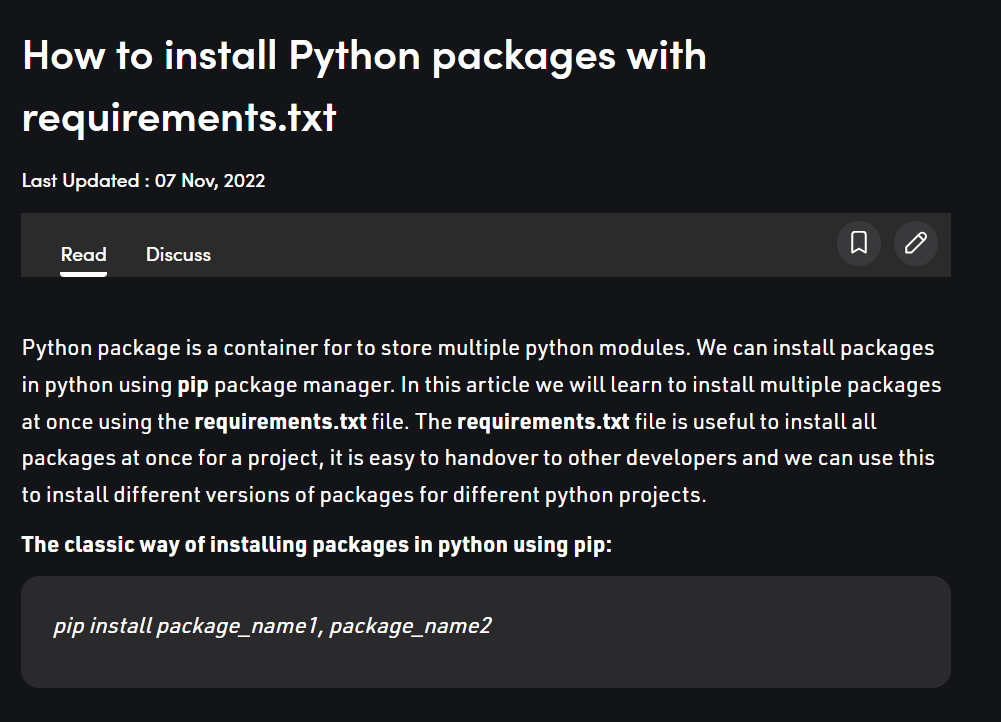 How to install Python packages with
requirements.txt
Last Updated : 07 Nov, 2022
Read Discuss
Python package is a container for to store multiple python modules. We can install packages
in python using pip package manager. In this article we will learn to install multiple packages
at once using the requirements.txt file. The requirements.txt file is useful to install all
packages at once for a project, it is easy to handover to other developers and we can use this
to install different versions of packages for different python projects.
The classic way of installing packages in python using pip:
pip install package_name1, package_name2